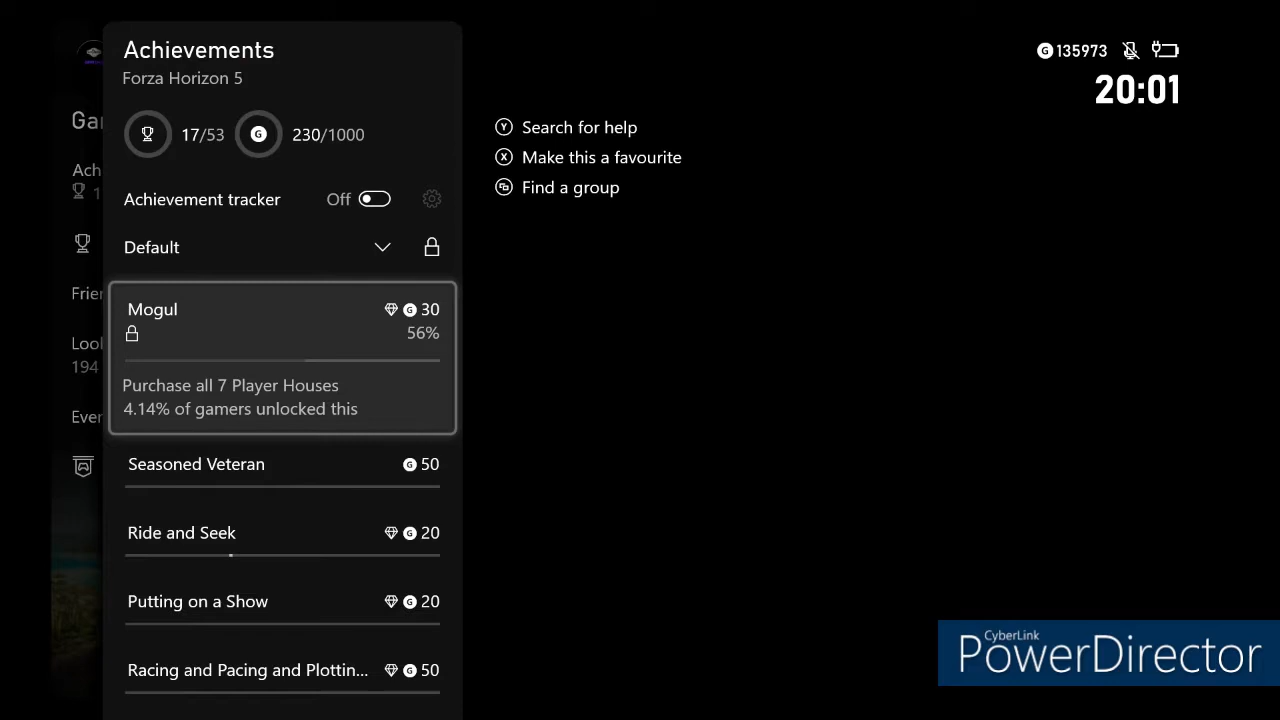 Achievements
Forza Horizon 5
17/53
230/1000
Achievement tracker
Off
Default
Mogul
G 30
56%
Purchase all 7 Player Houses
4.14% of gamers unlocked this
Seasoned Veteran
G 50
Ride and Seek
G 20
Putting on a Show
G 20
Racing and Pacing and Plottin...
G 50
Y Search for help
X Make this a favourite
Find a group
G 135973
20:01
194
CyberLink
PowerDirector